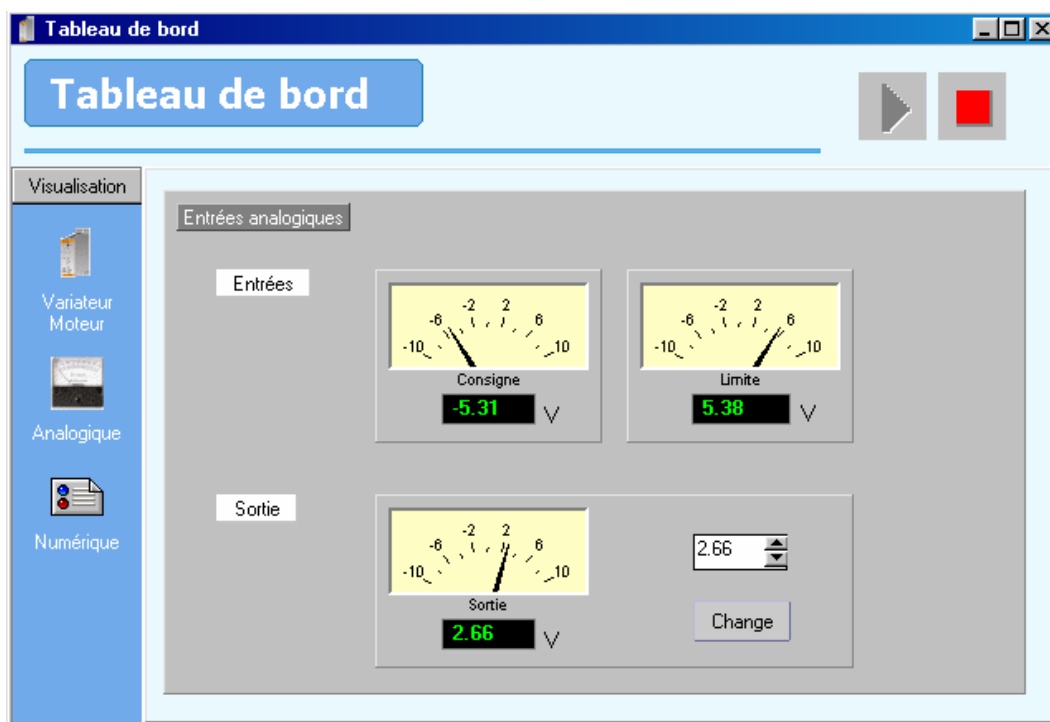 Tableau de bord
Tableau de bord
Visualisation
Variateur
Moteur
Analogique
Numérique
Entrées analogiques
Entrées
-10 -6 -2 2 6 10
Consigne
-5.31 V
-10 -6 -2 2 6 10
Limite
5.38 V
Sortie
-10 -6 -2 2 6 10
Sortie
2.66 V
2.66
Change